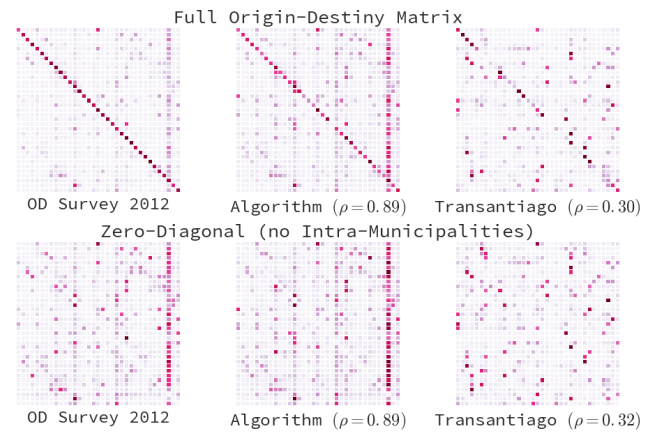 Full Origin-Destiny Matrix
OD Survey 2012 Algorithm (ρ=0.89) Transantiago (ρ=0.30)
Zero-Diagonal (no Intra-Municipalities)
OD Survey 2012 Algorithm (ρ=0.89) Transantiago (ρ=0.32)